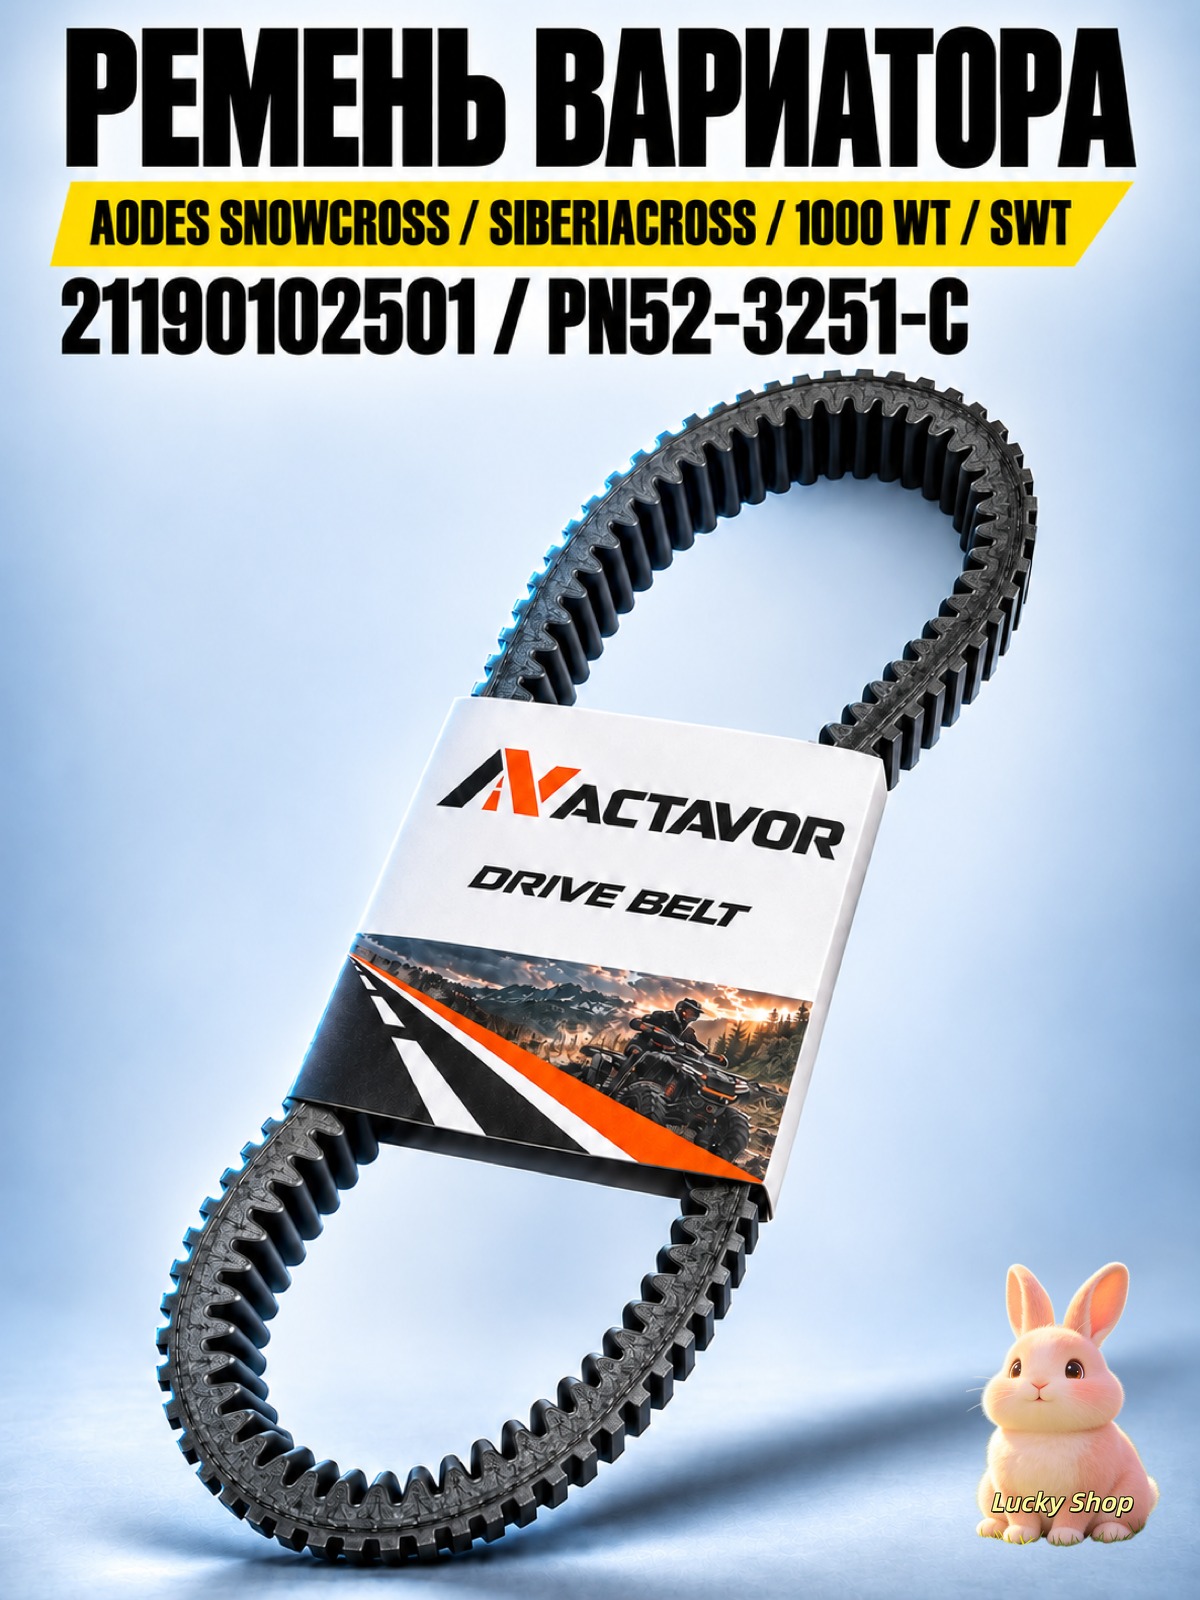 РЕМЕНЬ ВАРИАТОРА
AODES SNOWCROSS / SIBERIACROSS / 1000 WT / SWT
21190102501 / PN52-3251-C
ACTAVOR
DRIVE BELT
Lucky Shop